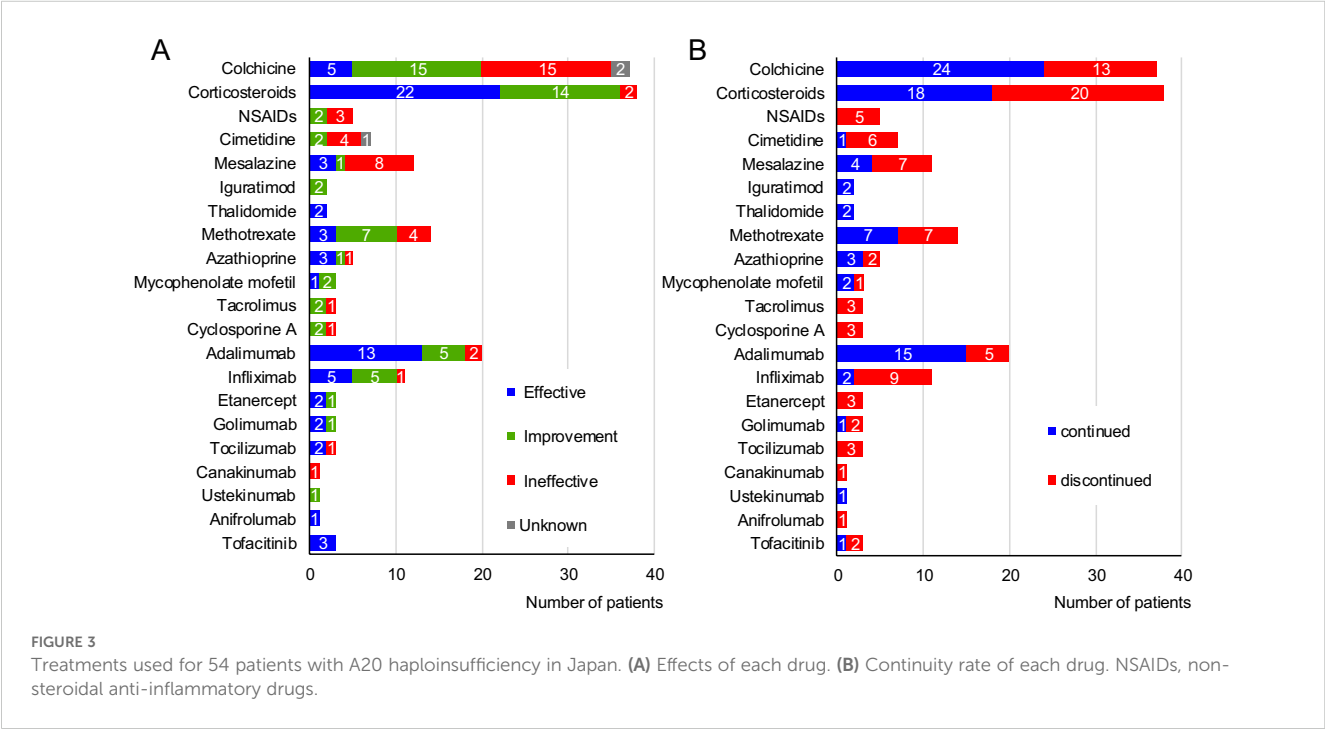 A
Colchicine 5 15 15 2
Corticosteroids 22 14 2
NSAIDs 2 3
Cimetidine 2 4 1
Mesalazine 3 1 8
Iguratimod 2
Thalidomide 2
Methotrexate 3 7 4
Azathioprine 3 1 1
Mycophenolate mofetil 1 2
Tacrolimus 2 1
Cyclosporine A 2 1
Adalimumab 13 5 2
Infliximab 5 5 1
Etanercept 2 1
Golimumab 2 1
Tocilizumab 2 1
Canakinumab 1
Ustekinumab 1
Anifrolumab 1
Tofacitinib 3
Effective
Improvement
Ineffective
Unknown
0 10 20 30 40
Number of patients
B
Colchicine 24 13
Corticosteroids 18 20
NSAIDs 5
Cimetidine 1 6
Mesalazine 4 7
Iguratimod 2
Thalidomide 2
Methotrexate 7 7
Azathioprine 3 2
Mycophenolate mofetil 2 1
Tacrolimus 3
Cyclosporine A 3
Adalimumab 15 5
Infliximab 2 9
Etanercept 3
Golimumab 1 2
Tocilizumab 3
Canakinumab 1
Ustekinumab 1
Anifrolumab 1
Tofacitinib 1 2
continued
discontinued
0 10 20 30 40
Number of patients
FIGURE 3
Treatments used for 54 patients with A20 haploinsufficiency in Japan. (A) Effects of each drug. (B) Continuity rate of each drug. NSAIDs, non-
steroidal anti-inflammatory drugs.